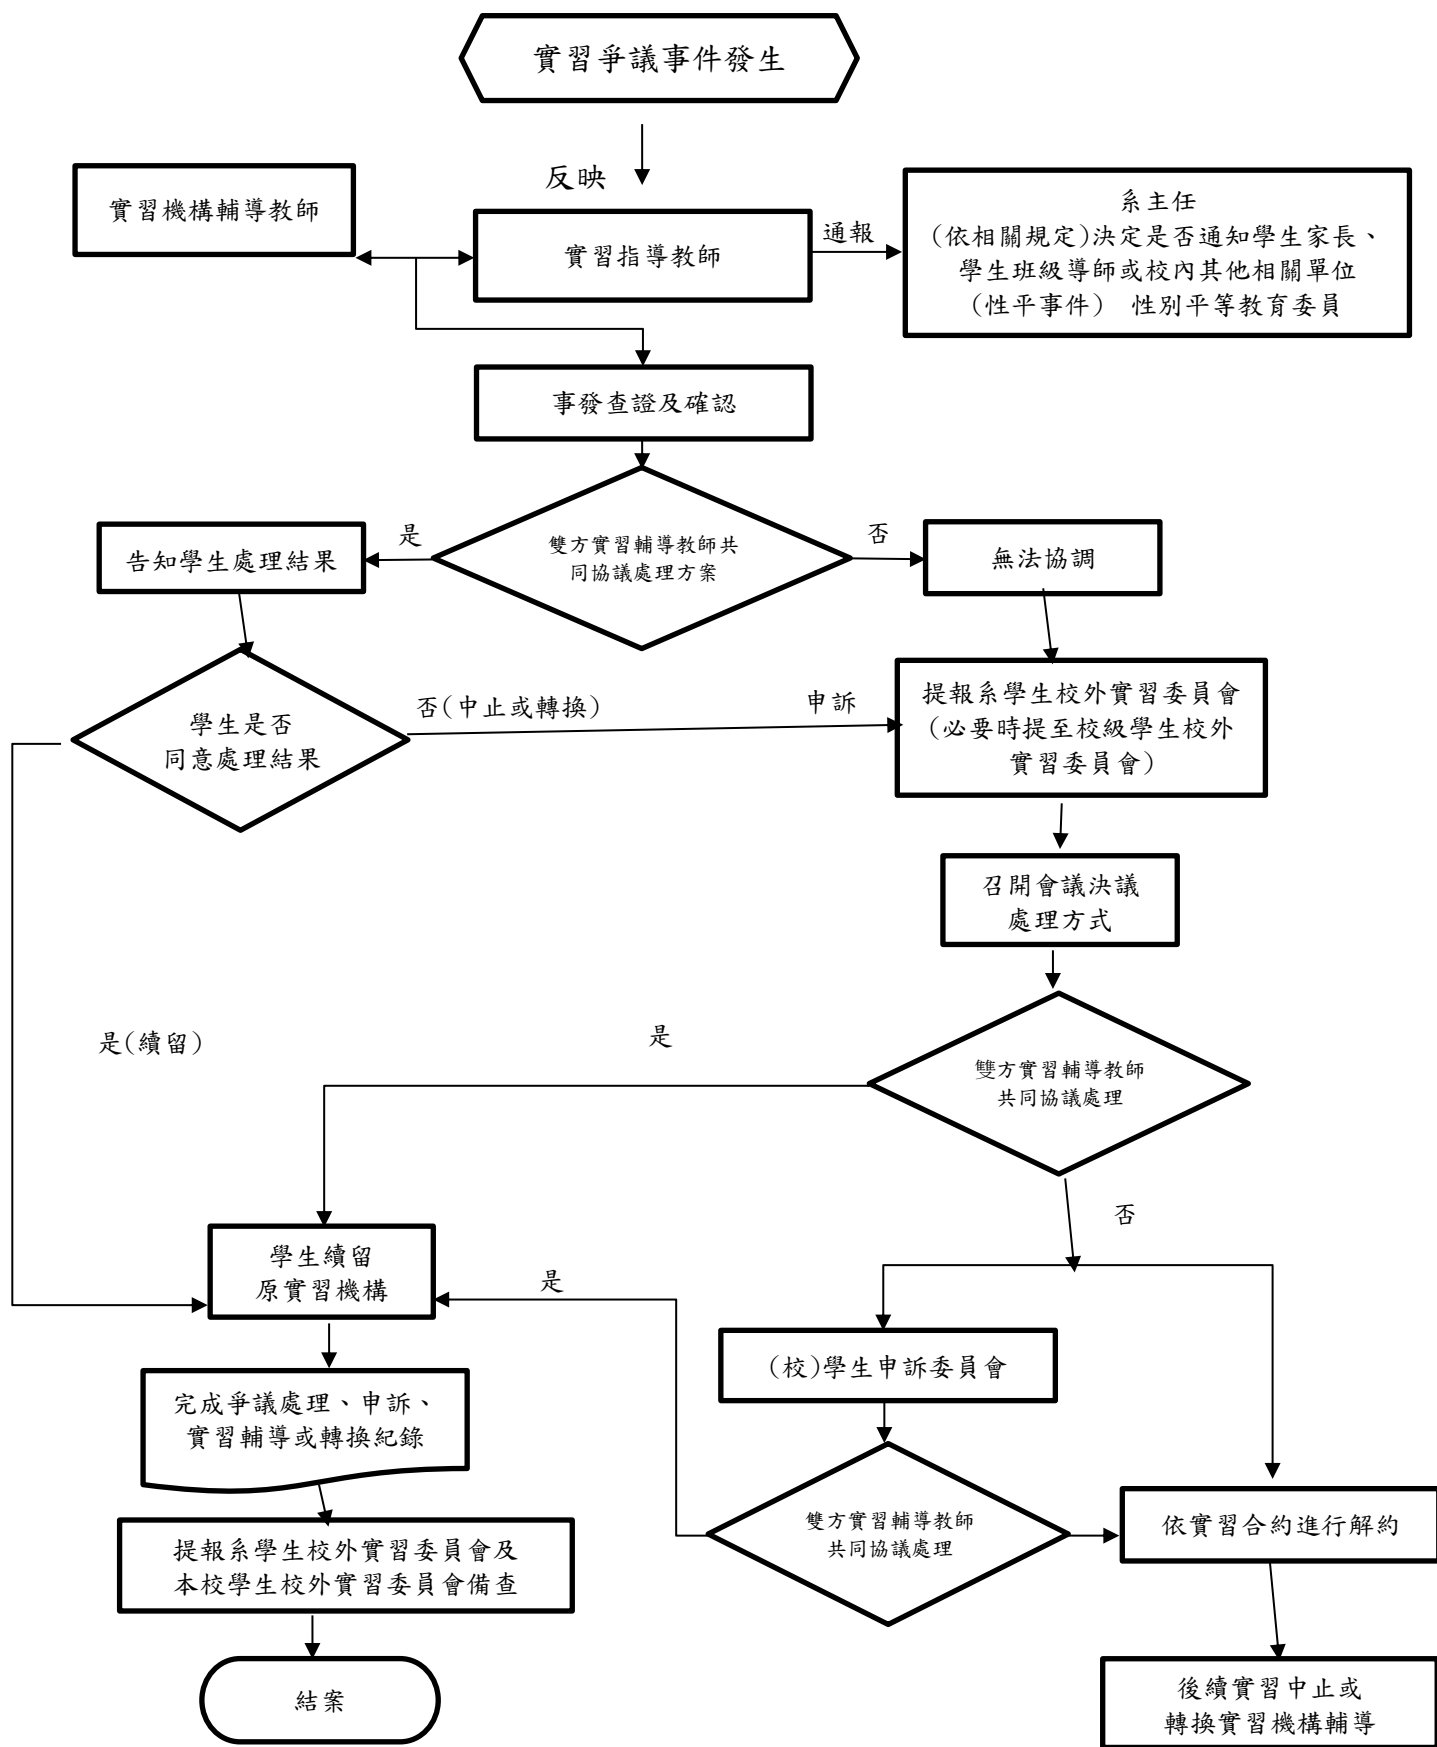 實習爭議事件發生
反映
實習機構輔導教師
實習指導教師
通報
系主任
(依相關規定)決定是否通知學生家長、
學生班級導師或校內其他相關單位
(性平事件) 性別平等教育委員
事發查證及確認
雙方實習輔導教師共
同協議處理方案
是
告知學生處理結果
否
無法協調
學生是否
同意處理結果
否(中止或轉換)
申訴
提報系學生校外實習委員會
(必要時提至校級學生校外
實習委員會)
召開會議決議
處理方式
是(續留)
是
雙方實習輔導教師
共同協議處理
否
學生續留
原實習機構
是
(校)學生申訴委員會
完成爭議處理、申訴、
實習輔導或轉換紀錄
雙方實習輔導教師
共同協議處理
依實習合約進行解約
提報系學生校外實習委員會及
本校學生校外實習委員會備查
結案
後續實習中止或
轉換實習機構輔導